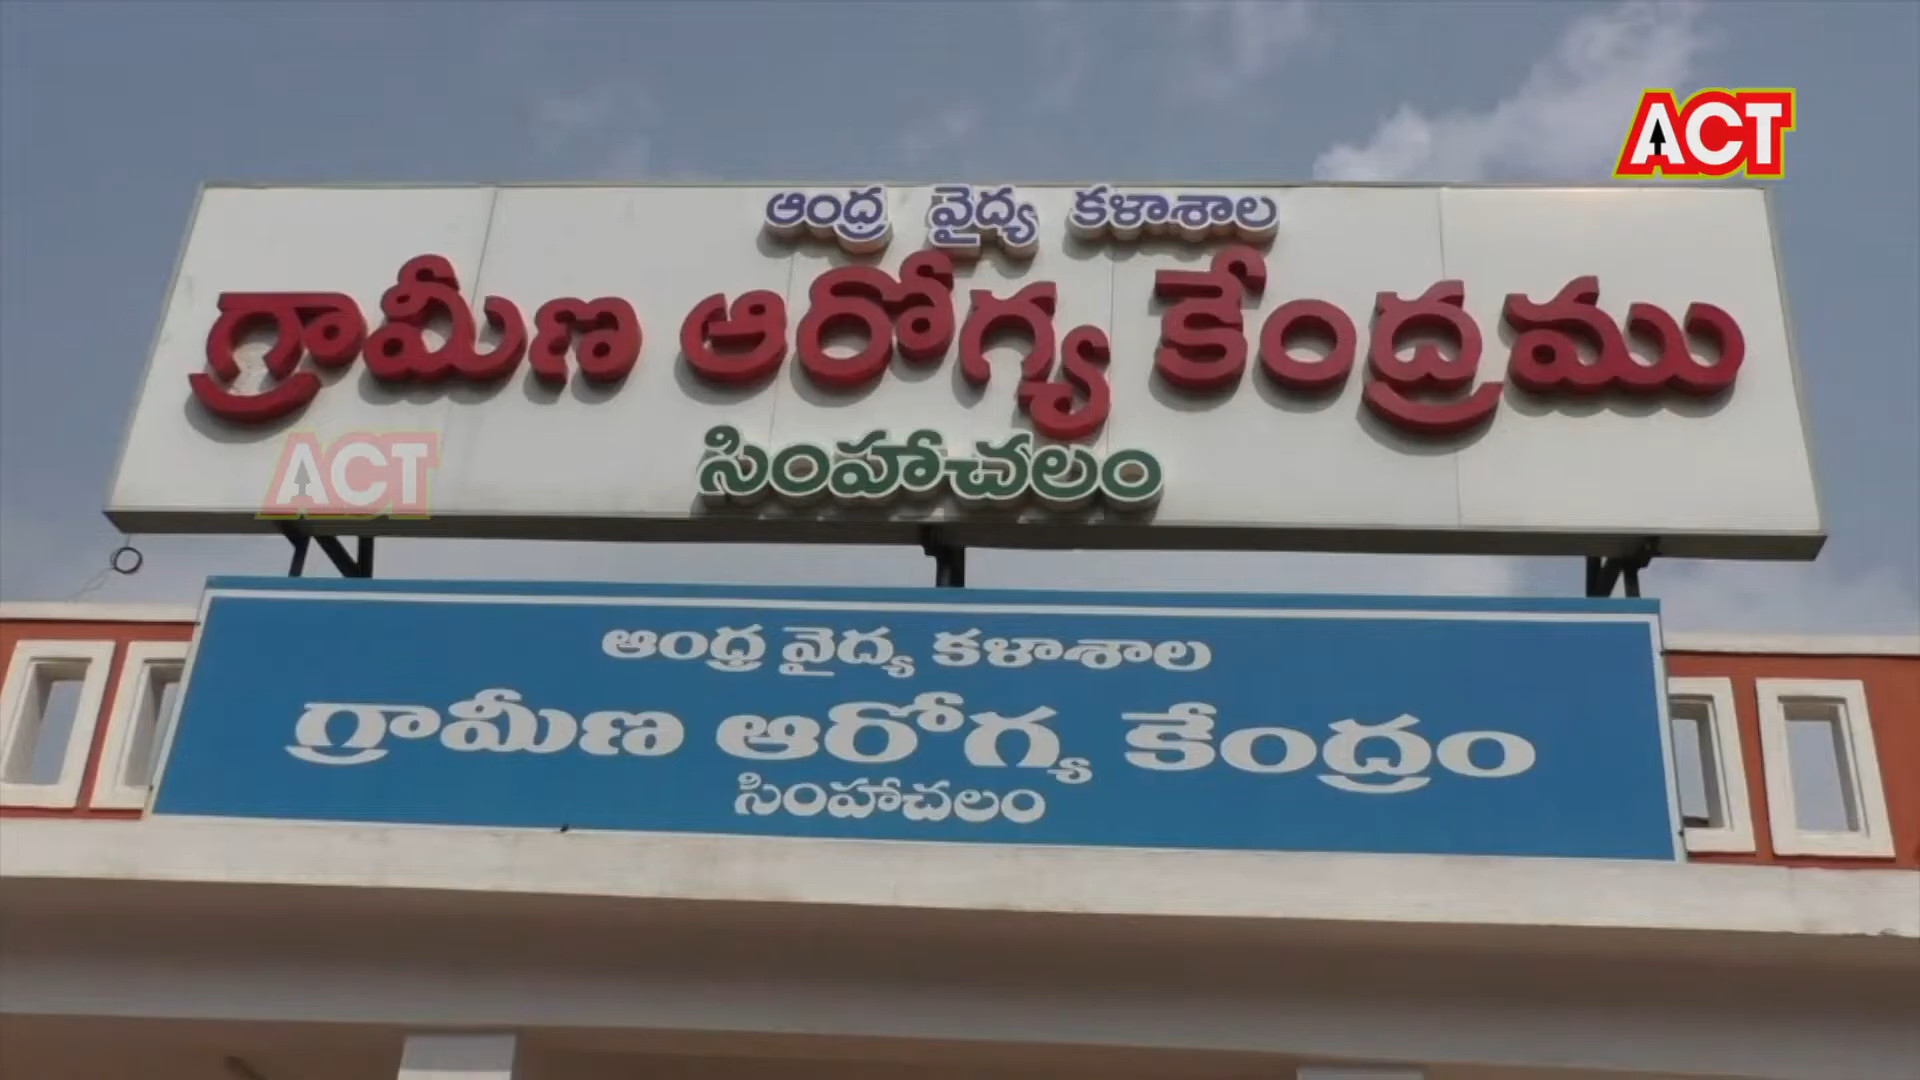 ACT
ఆంధ్ర వైద్య కళాశాల
గ్రామీణ ఆరోగ్య కేంద్రము
సింహాచలం
ACT
ఆంధ్ర వైద్య కళాశాల
గ్రామీణ ఆరోగ్య కేంద్రం
సింహాచలం